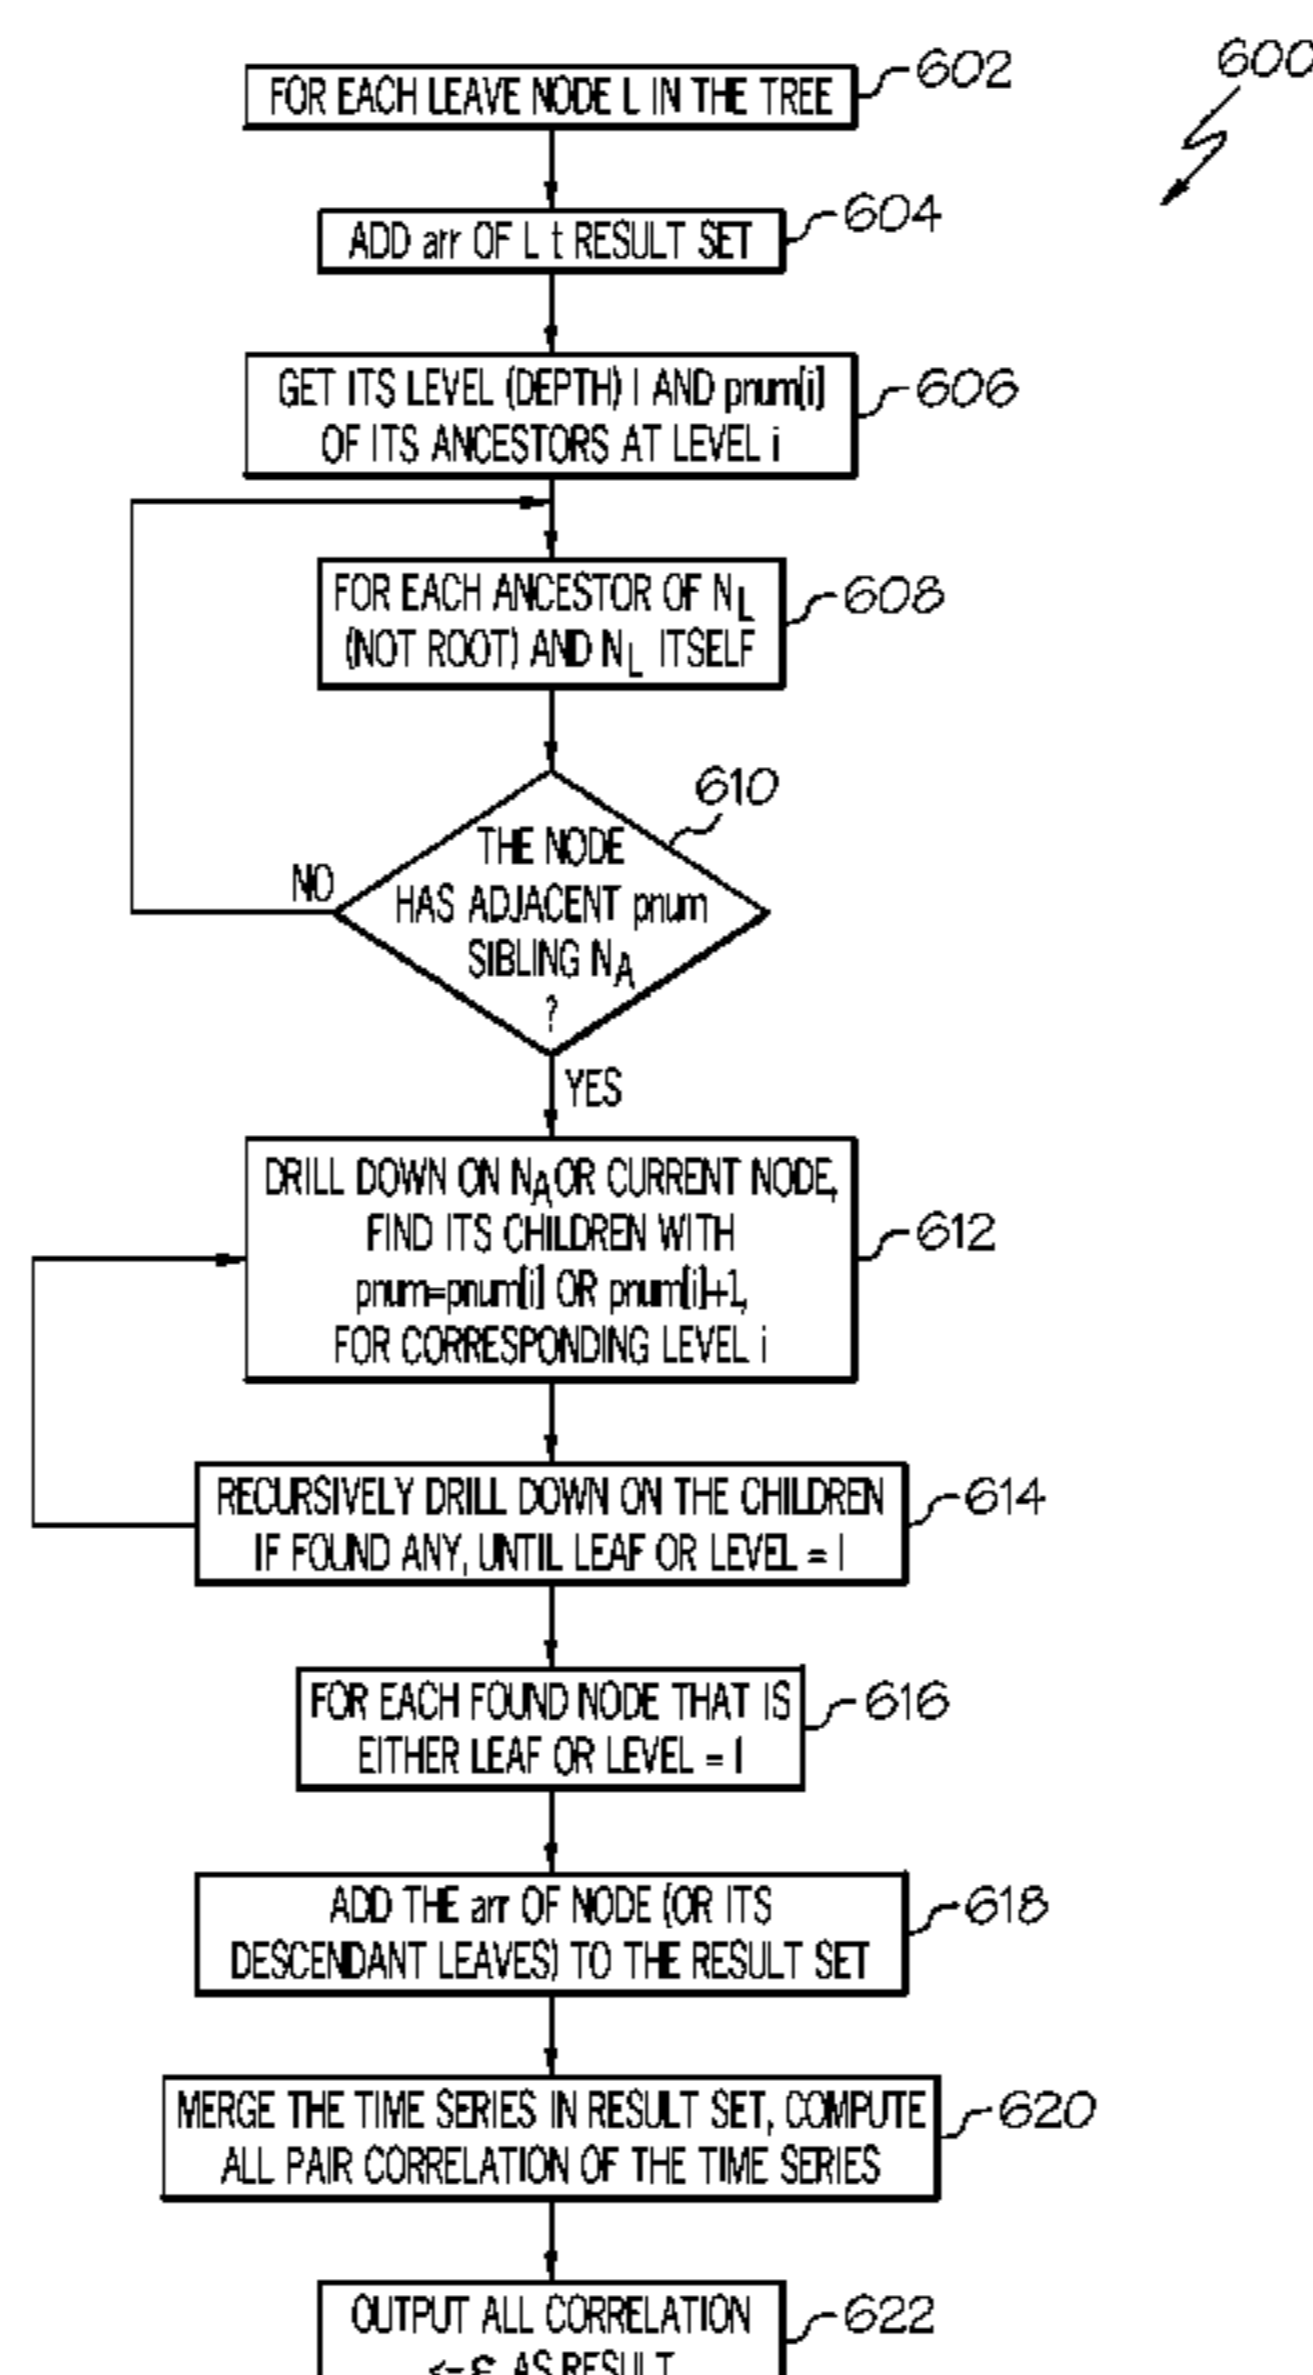 600
FOR EACH LEAVE NODE L IN THE TREE
602
ADD arr OF L t RESULT SET
604
GET ITS LEVEL (DEPTH) l AND pnum[i]
OF ITS ANCESTORS AT LEVEL i
606
FOR EACH ANCESTOR OF NL
(NOT ROOT) AND NL ITSELF
608
THE NODE
HAS ADJACENT pnum
SIBLING NA
?
610
NO
YES
DRILL DOWN ON NA OR CURRENT NODE,
FIND ITS CHILDREN WITH
pnum=pnum[i] OR pnum[i]+1,
FOR CORRESPONDING LEVEL i
612
RECURSIVELY DRILL DOWN ON THE CHILDREN
IF FOUND ANY, UNTIL LEAF OR LEVEL = l
614
FOR EACH FOUND NODE THAT IS
EITHER LEAF OR LEVEL = l
616
ADD THE arr OF NODE (OR ITS
DESCENDANT LEAVES) TO THE RESULT SET
618
MERGE THE TIME SERIES IN RESULT SET, COMPUTE
ALL PAIR CORRELATION OF THE TIME SERIES
620
OUTPUT ALL CORRELATION
<=ε AS RESULT
622